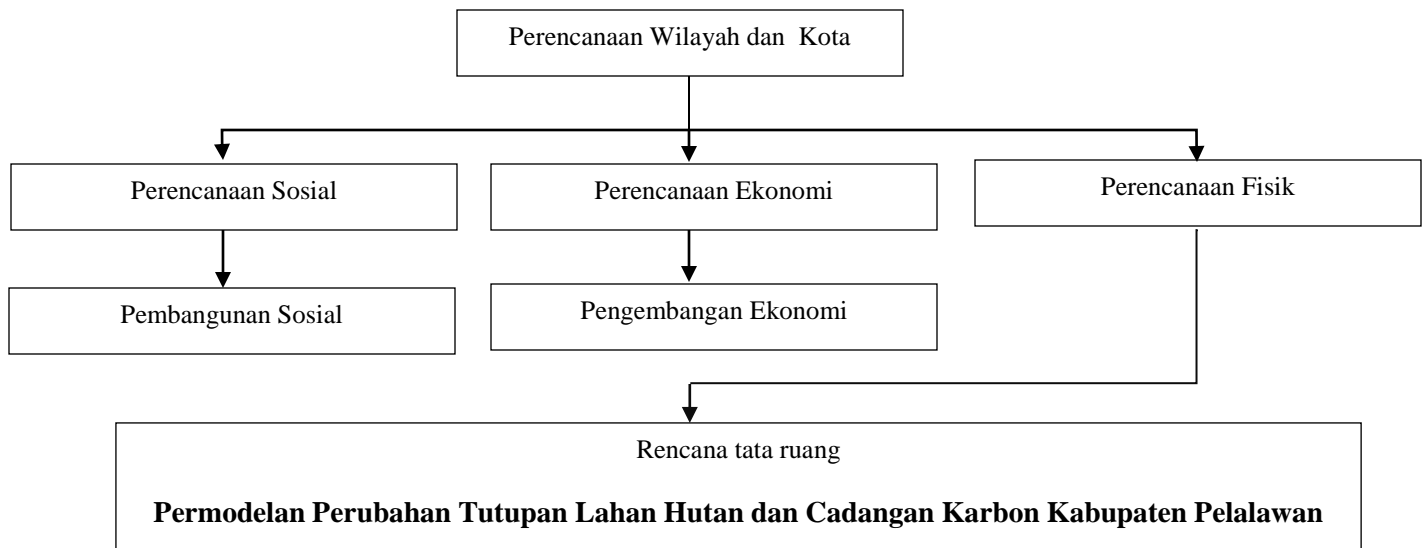 Perencanaan Wilayah dan Kota
Perencanaan Sosial
Perencanaan Ekonomi
Perencanaan Fisik
Pembangunan Sosial
Pengembangan Ekonomi
Rencana tata ruang
Permodelan Perubahan Tutupan Lahan Hutan dan Cadangan Karbon Kabupaten Pelalawan